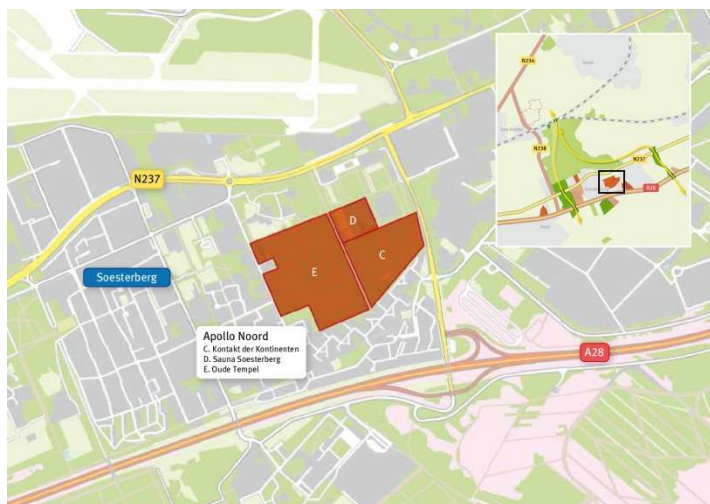 N237
Soesterberg
D
C
E
Apollo Noord
C. Kontakt der Kontinenten
D. Sauna Soesterberg
E. Oude Tempel
A28
N238
N237
A28